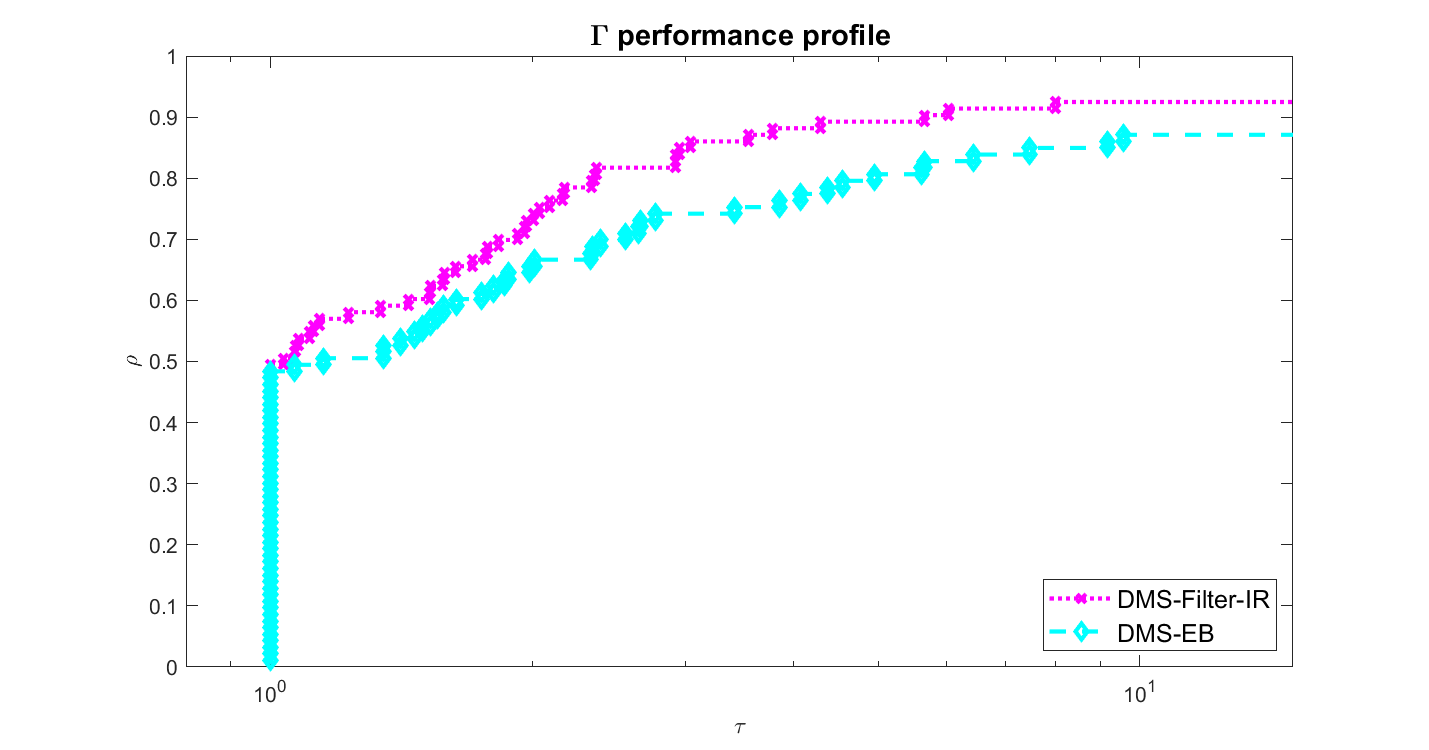 Γ performance profile
1
0.9
0.8
0.7
0.6
0.5
0.4
0.3
0.2
0.1
0
ρ
10⁰
10¹
τ
DMS-Filter-IR
DMS-EB